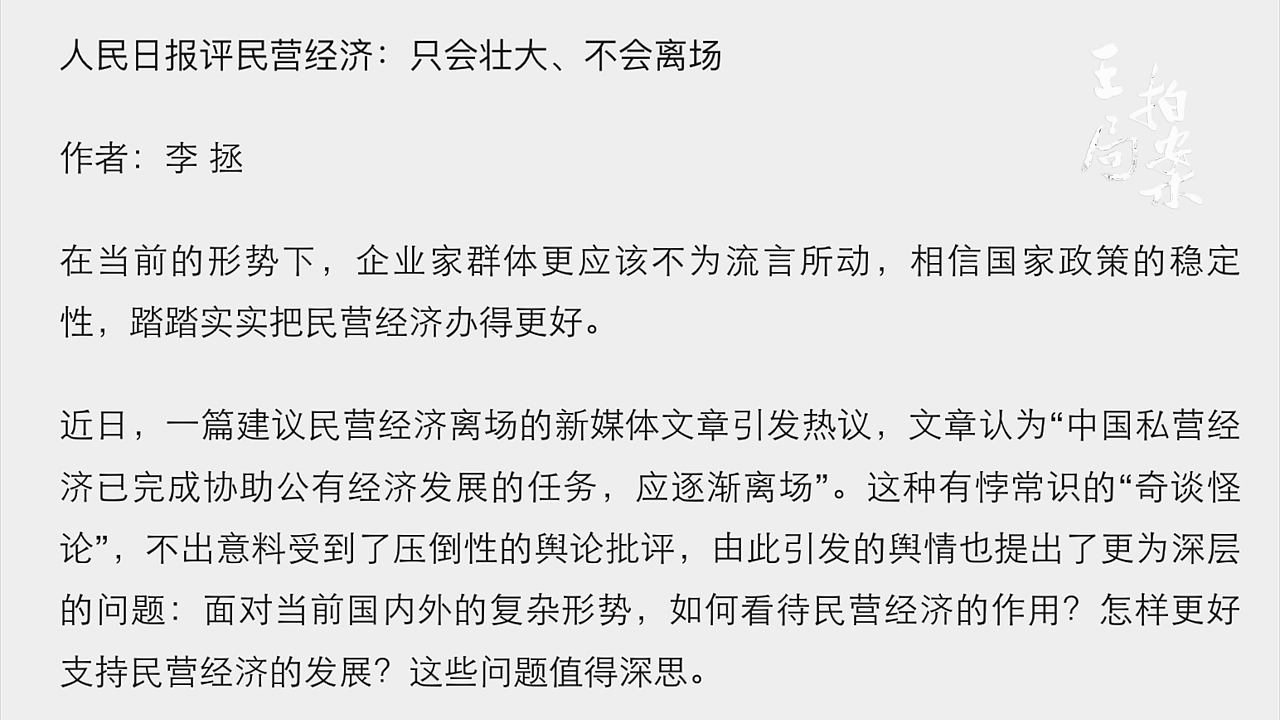 人民日报评民营经济：只会壮大、不会离场
王局拍案
作者：李 拯
在当前的形势下，企业家群体更应该不为流言所动，相信国家政策的稳定
性，踏踏实实把民营经济办得更好。
近日，一篇建议民营经济离场的新媒体文章引发热议，文章认为“中国私营经
济已完成协助公有经济发展的任务，应逐渐离场”。这种有悖常识的“奇谈怪
论”，不出意料受到了压倒性的舆论批评，由此引发的舆情也提出了更为深层
的问题：面对当前国内外的复杂形势，如何看待民营经济的作用？怎样更好
支持民营经济的发展？这些问题值得深思。